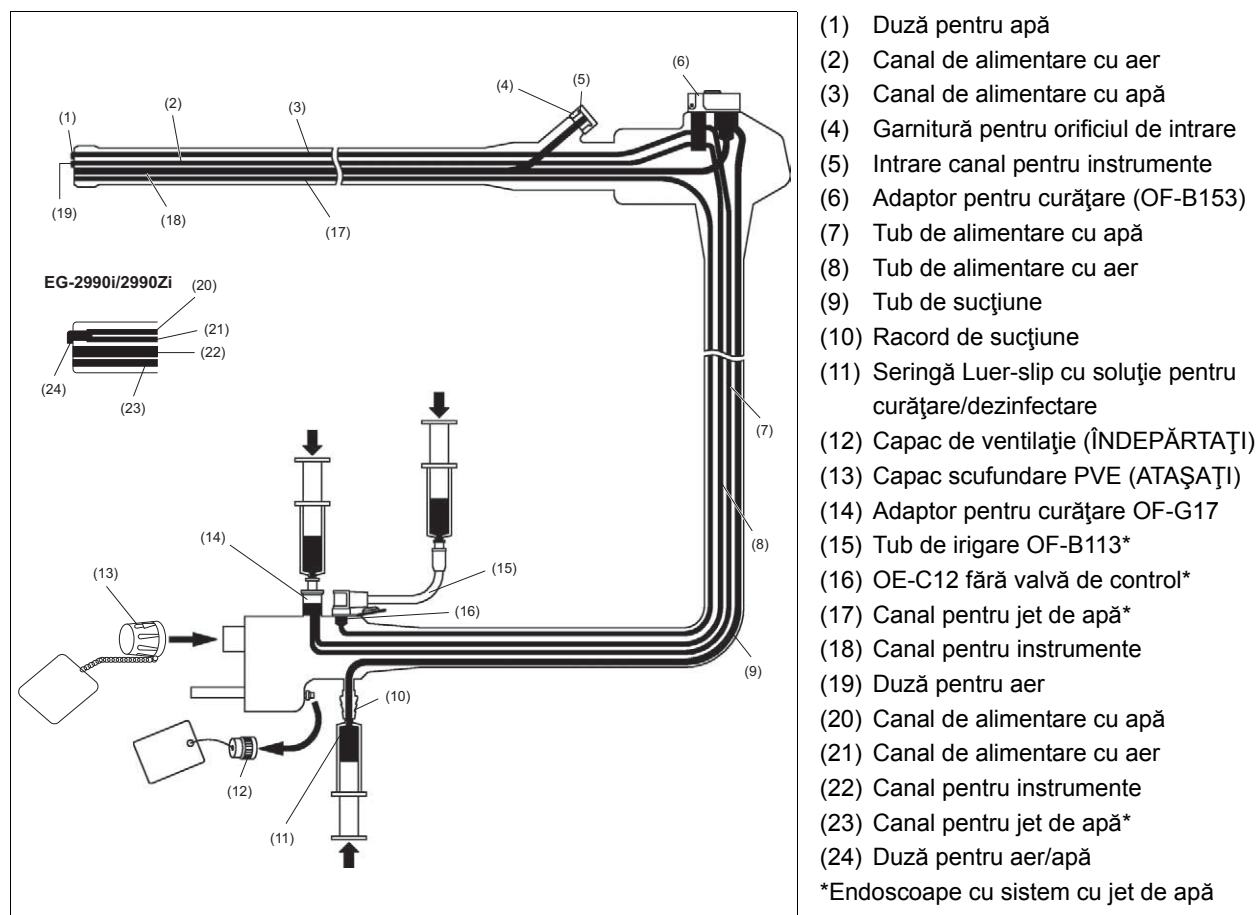 (1)
(2)
(3)
(4)
(5)
(6)
(19)
(18)
(17)
EG-2990i/2990Zi
(20)
(21)
(22)
(24)
(23)
(7)
(8)
(14)
(15)
(13)
(16)
(9)
(10)
(12)
(11)
(1) Duză pentru apă
(2) Canal de alimentare cu aer
(3) Canal de alimentare cu apă
(4) Garnitură pentru orificiul de intrare
(5) Intrare canal pentru instrumente
(6) Adaptor pentru curăţare (OF-B153)
(7) Tub de alimentare cu apă
(8) Tub de alimentare cu aer
(9) Tub de sucţiune
(10) Racord de sucţiune
(11) Seringă Luer-slip cu soluţie pentru
curăţare/dezinfectare
(12) Capac de ventilaţie (ÎNDEPĂRTAŢI)
(13) Capac scufundare PVE (ATAŞAŢI)
(14) Adaptor pentru curăţare OF-G17
(15) Tub de irigare OF-B113*
(16) OE-C12 fără valvă de control*
(17) Canal pentru jet de apă*
(18) Canal pentru instrumente
(19) Duză pentru aer
(20) Canal de alimentare cu apă
(21) Canal de alimentare cu aer
(22) Canal pentru instrumente
(23) Canal pentru jet de apă*
(24) Duză pentru aer/apă
*Endoscoape cu sistem cu jet de apă